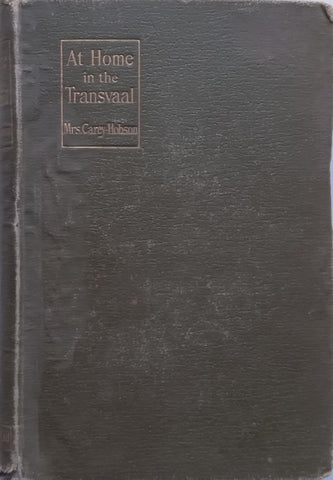 At Home
in the
Transvaal
Mrs. Carey-Hobson